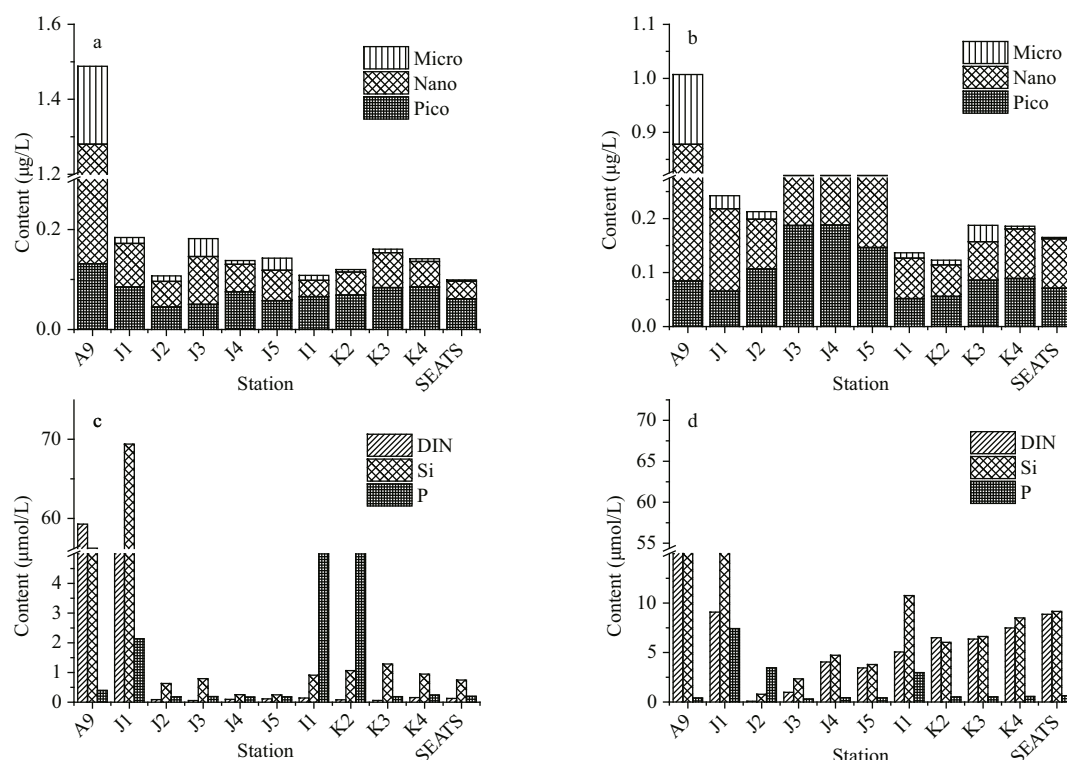 a
Micro
Nano
Pico
Content (µg/L)
1.6
1.4
1.2
0.2
0.0
A9 J1 J2 J3 J4 J5 I1 K2 K3 K4 SEATS
Station
b
Micro
Nano
Pico
Content (µg/L)
1.1
1.0
0.9
0.2
0.1
0.0
A9 J1 J2 J3 J4 J5 I1 K2 K3 K4 SEATS
Station
c
DIN
Si
P
Content (µmol/L)
70
60
5
4
3
2
1
0
A9 J1 J2 J3 J4 J5 I1 K2 K3 K4 SEATS
Station
d
DIN
Si
P
Content (µmol/L)
70
65
60
55
10
5
0
A9 J1 J2 J3 J4 J5 I1 K2 K3 K4 SEATS
Station